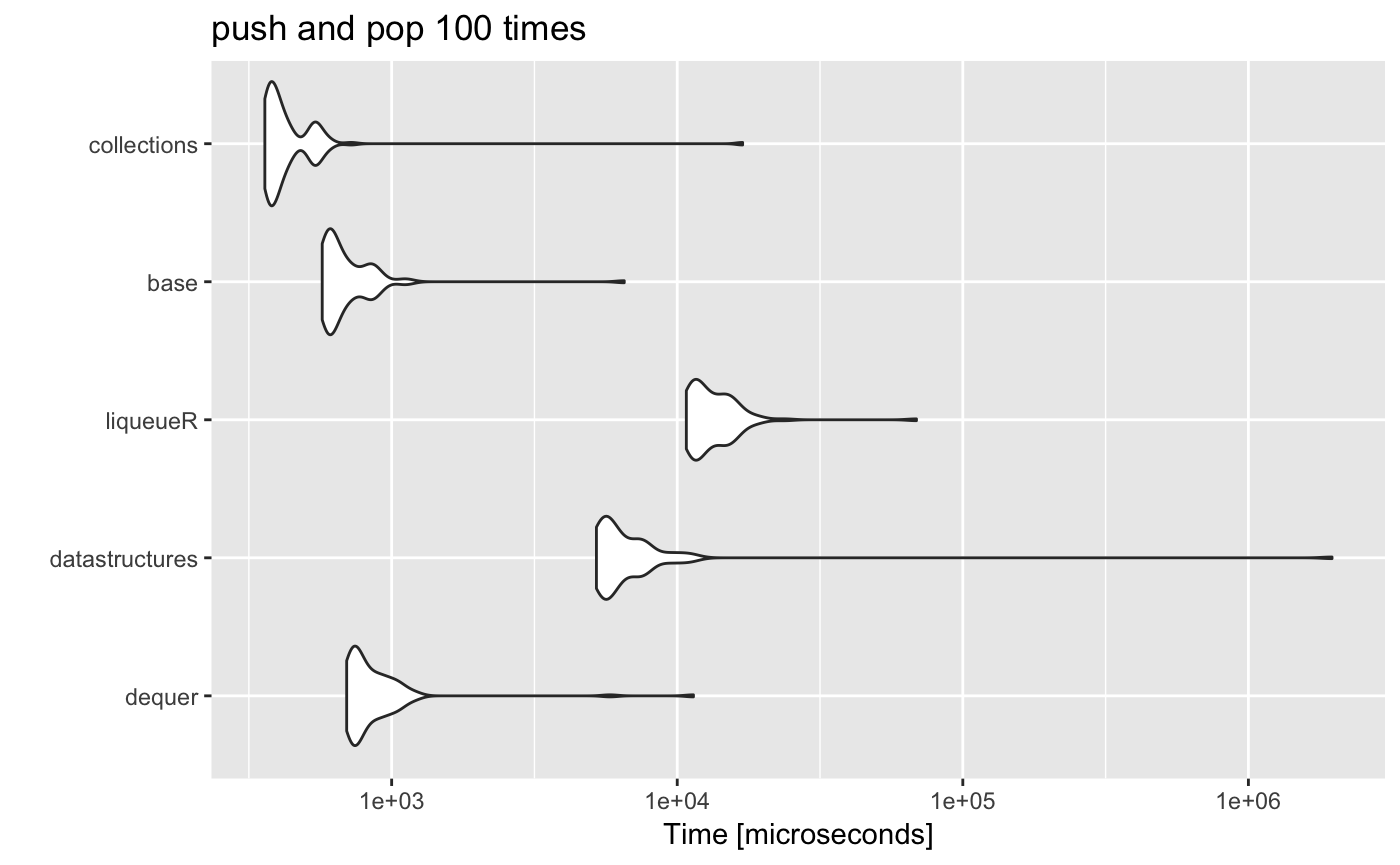 push and pop 100 times
collections
base
liqueueR
datastructures
dequer
1e+03 1e+04 1e+05 1e+06
Time [microseconds]